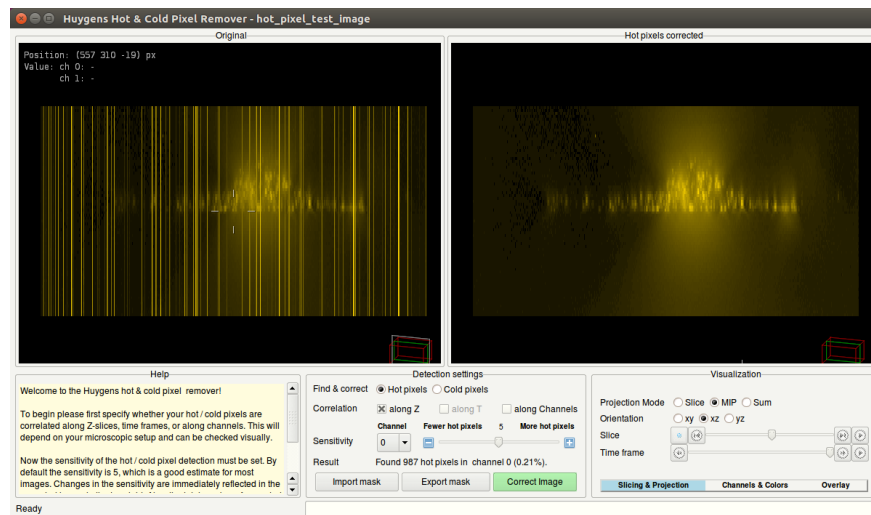 Huygens Hot & Cold Pixel Remover - hot_pixel_test_image
Original
Hot pixels corrected
Position: (557 310 -19) px
Value: ch 0: -
ch 1: -
Help
Welcome to the Huygens hot & cold pixel remover!
To begin please first specify whether your hot / cold pixels are
correlated along Z-slices, time frames, or along channels. This will
depend on your microscopic setup and can be checked visually.
Now the sensitivity of the hot / cold pixel detection must be set. By
default the sensitivity is 5, which is a good estimate for most
images. Changes in the sensitivity are immediately reflected in the
Detection settings
Find & correct Hot pixels Cold pixels
Correlation along Z along T along Channels
Channel Fewer hot pixels 5 More hot pixels
Sensitivity 0
Result Found 987 hot pixels in channel 0 (0.21%).
Import mask Export mask Correct Image
Visualization
Projection Mode Slice MIP Sum
Orientation xy xz yz
Slice
Time frame
Slicing & Projection Channels & Colors Overlay
Ready